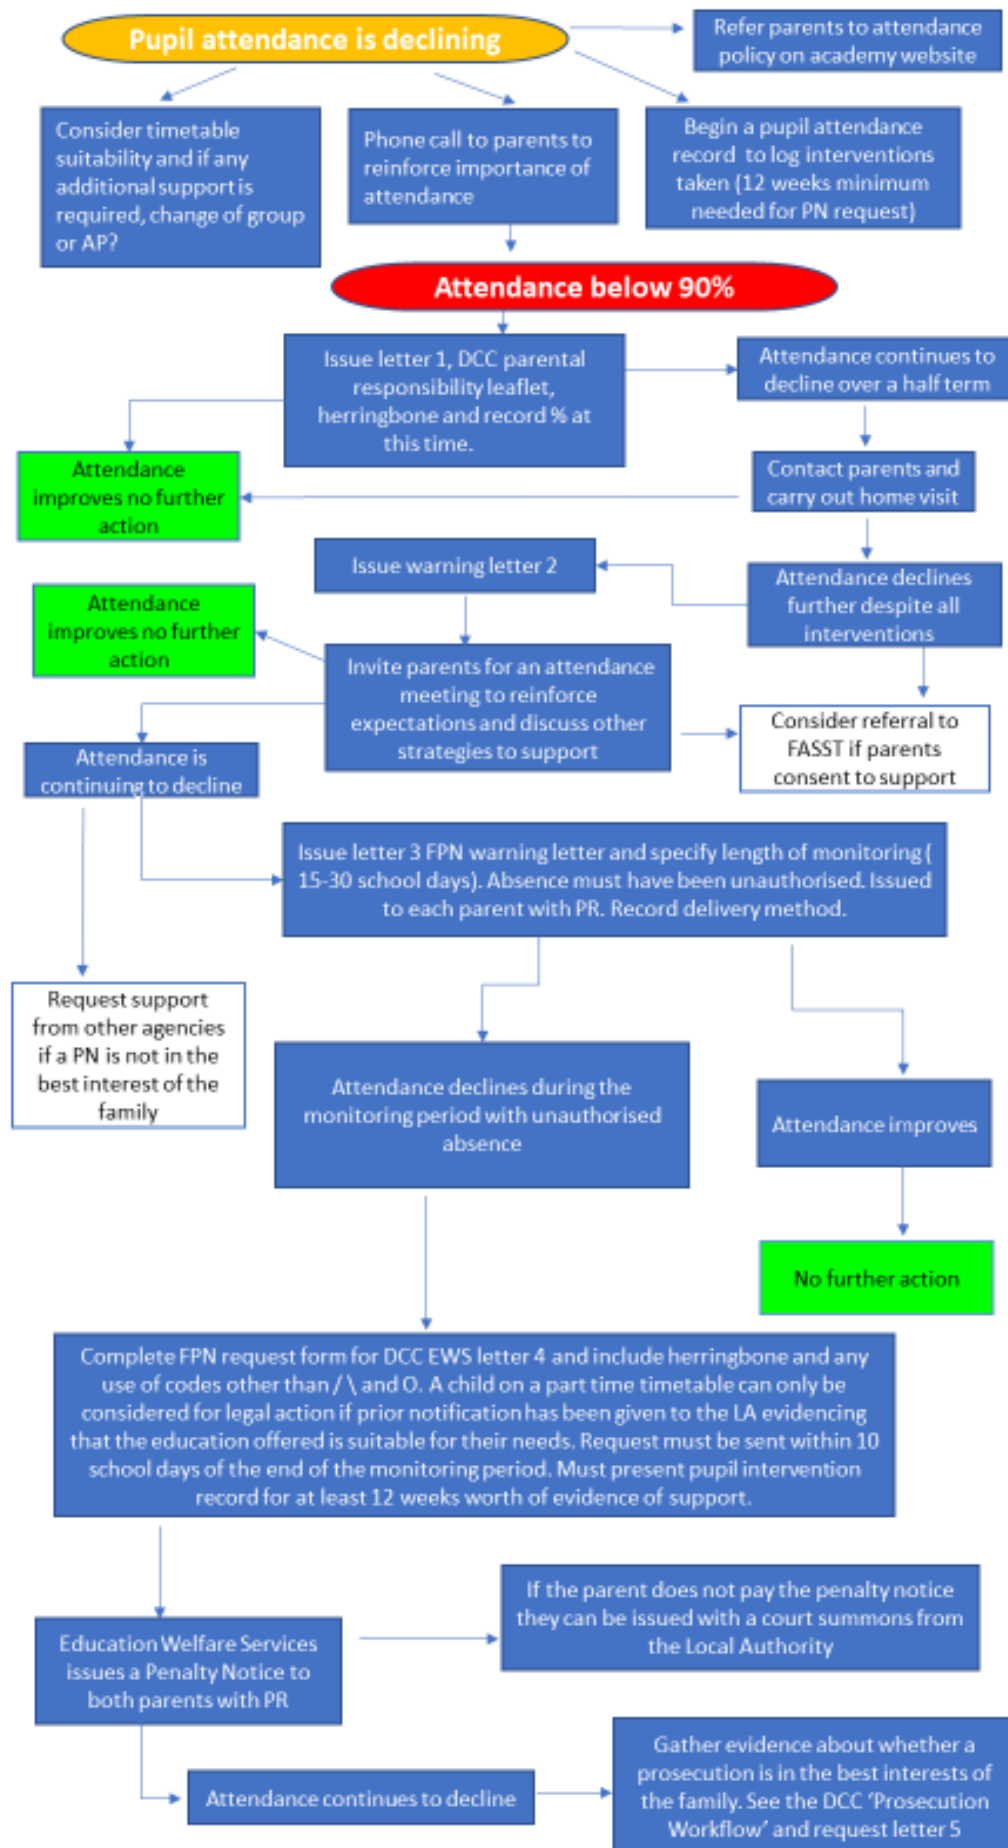 Pupil attendance is declining
Refer parents to attendance
policy on academy website
Consider timetable
suitability and if any
additional support is
required, change of group
or AP?
Phone call to parents to
reinforce importance of
attendance
Begin a pupil attendance
record to log interventions
taken (12 weeks minimum
needed for PN request)
Attendance below 90%
Issue letter 1, DCC parental
responsibility leaflet,
herringbone and record % at
this time.
Attendance continues to
decline over a half term
Attendance
improves no further
action
Contact parents and
carry out home visit
Issue warning letter 2
Attendance declines
further despite all
interventions
Attendance
improves no further
action
Invite parents for an attendance
meeting to reinforce
expectations and discuss other
strategies to support
Consider referral to
FASST if parents
consent to support
Attendance is
continuing to decline
Issue letter 3 FPN warning letter and specify length of monitoring (
15-30 school days). Absence must have been unauthorised. Issued
to each parent with PR. Record delivery method.
Request support
from other agencies
if a PN is not in the
best interest of the
family
Attendance declines during the
monitoring period with unauthorised
absence
Attendance improves
No further action
Complete FPN request form for DCC EWS letter 4 and include herringbone and any
use of codes other than / \ and O. A child on a part time timetable can only be
considered for legal action if prior notification has been given to the LA evidencing
that the education offered is suitable for their needs. Request must be sent within 10
school days of the end of the monitoring period. Must present pupil intervention
record for at least 12 weeks worth of evidence of support.
Education Welfare Services
issues a Penalty Notice to
both parents with PR
If the parent does not pay the penalty notice
they can be issued with a court summons from
the Local Authority
Attendance continues to decline
Gather evidence about whether a
prosecution is in the best interests of
the family. See the DCC ‘Prosecution
Workflow’ and request letter 5